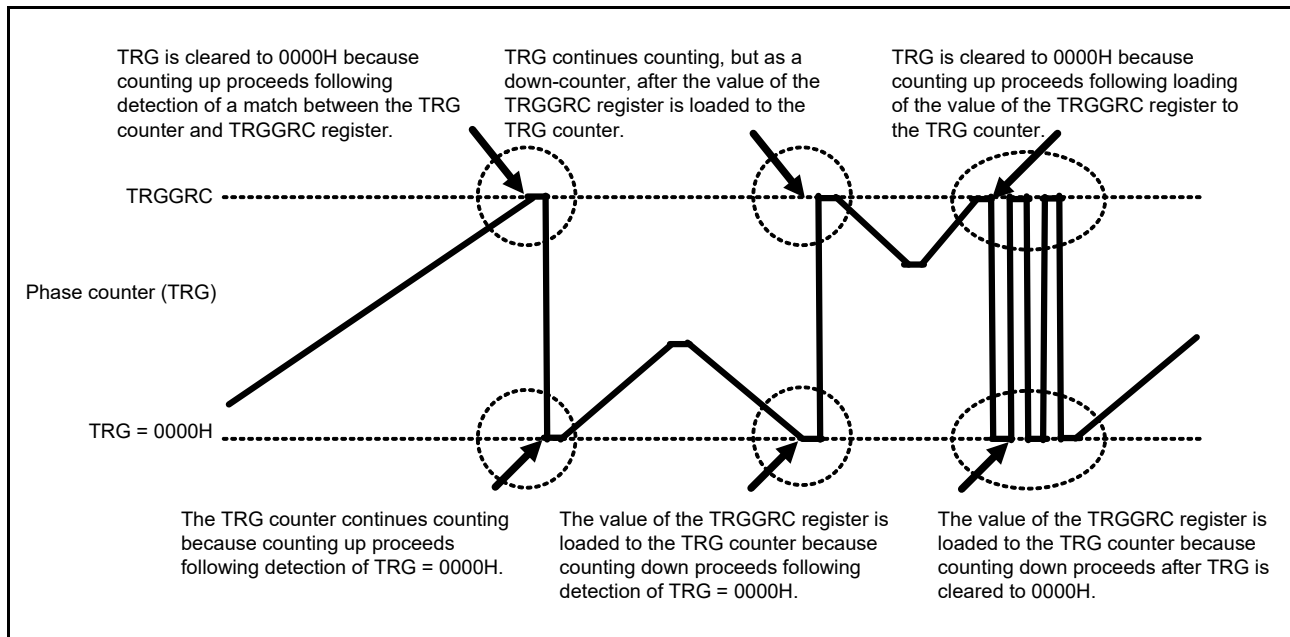 TRG is cleared to 0000H because
counting up proceeds following
detection of a match between the TRG
counter and TRGGRC register.
TRG continues counting, but as a
down-counter, after the value of the
TRGGRC register is loaded to the
TRG counter.
TRG is cleared to 0000H because
counting up proceeds following loading
of the value of the TRGGRC register to
the TRG counter.
TRGGRC
Phase counter (TRG)
TRG = 0000H
The TRG counter continues counting
because counting up proceeds
following detection of TRG = 0000H.
The value of the TRGGRC register is
loaded to the TRG counter because
counting down proceeds following
detection of TRG = 0000H.
The value of the TRGGRC register is
loaded to the TRG counter because
counting down proceeds after TRG is
cleared to 0000H.